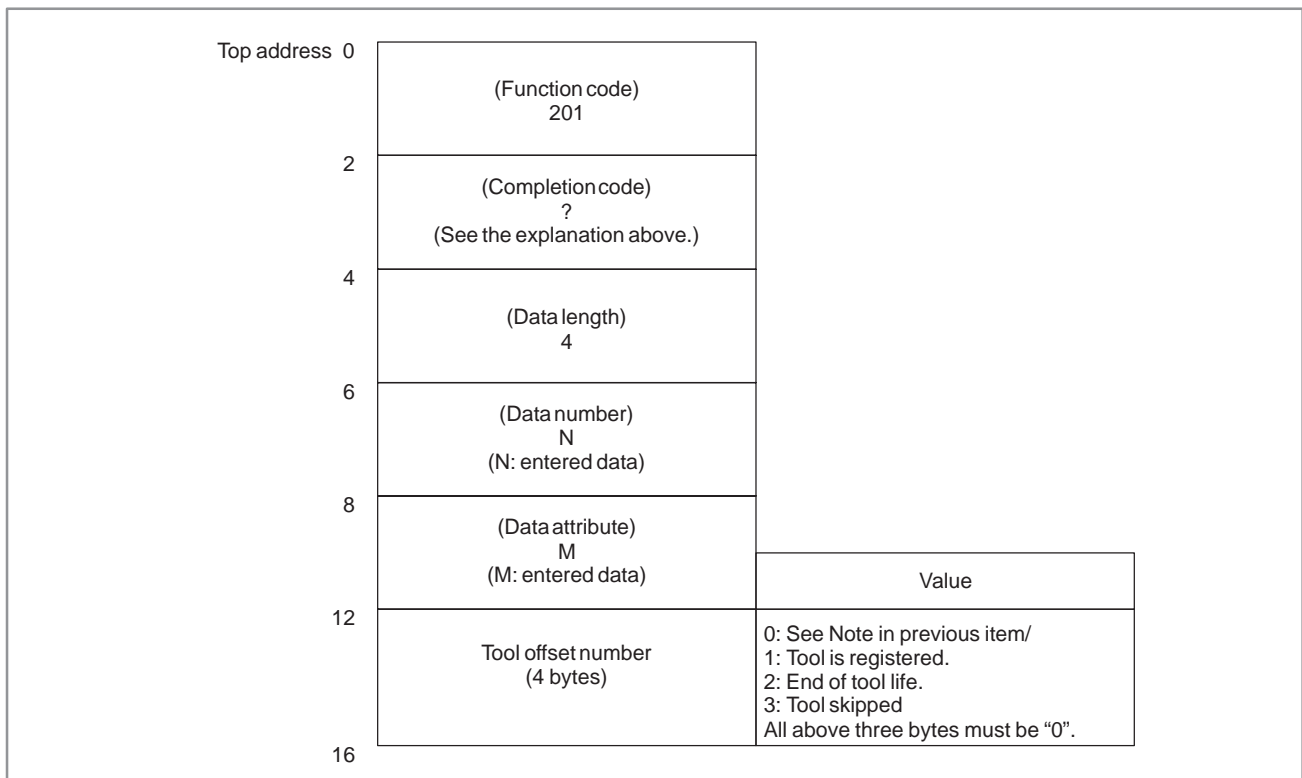 Top address 0
(Function code)
201
2
(Completion code)
?
(See the explanation above.)
4
(Data length)
4
6
(Data number)
N
(N: entered data)
8
(Data attribute)
M
(M: entered data)
Value
12
Tool offset number
(4 bytes)
0: See Note in previous item/
1: Tool is registered.
2: End of tool life.
3: Tool skipped
All above three bytes must be “0”.
16